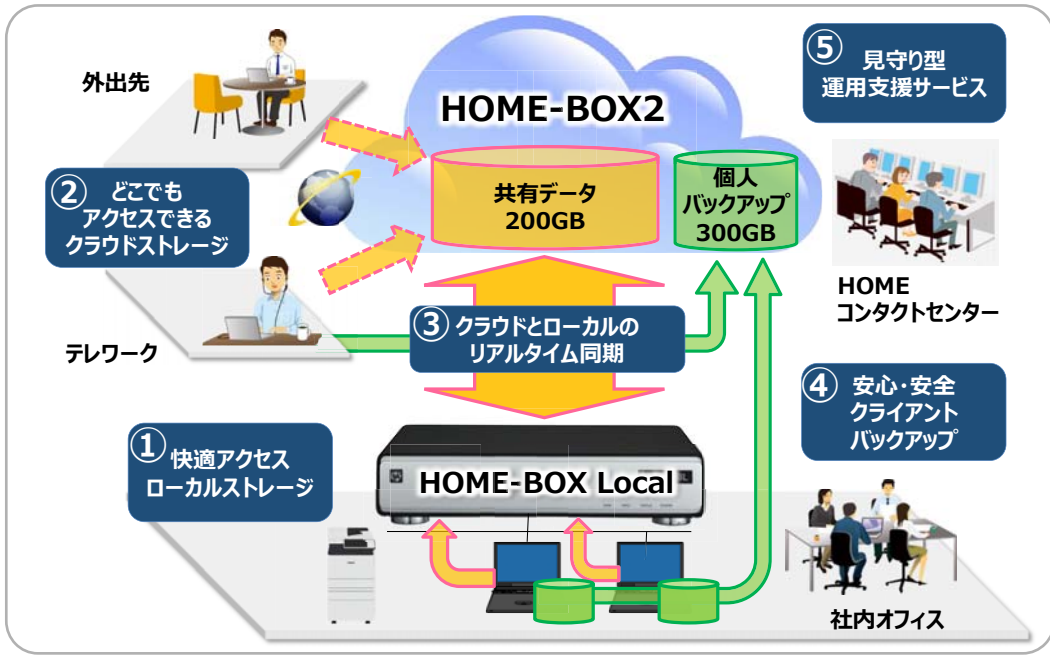 外出先
HOME-BOX2
⑤
見守り型
運用支援サービス
②
どこでも
アクセスできる
クラウドストレージ
共有データ
200GB
個人
バックアップ
300GB
HOME
コンタクトセンター
テレワーク
③
クラウドとローカルの
リアルタイム同期
④
安心・安全
クライアント
バックアップ
①
快適アクセス
ローカルストレージ
HOME-BOX Local
社内オフィス